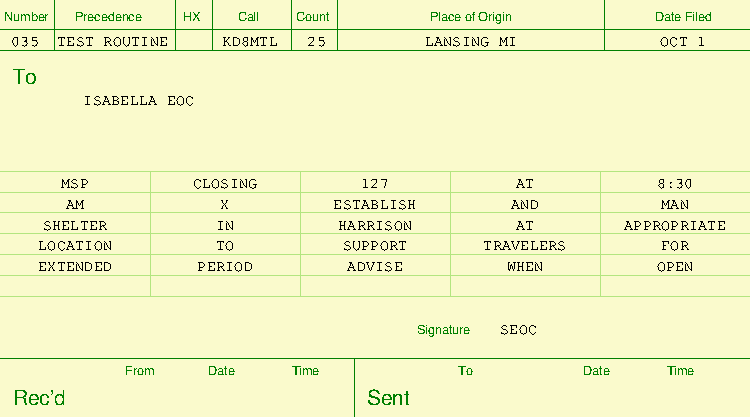 Number Precedence HX Call Count Place of Origin Date Filed
035 TEST ROUTINE KD8MTL 25 LANSING MI OCT 1
To
ISABELLA EOC
MSP CLOSING 127 AT 8:30
AM X ESTABLISH AND MAN
SHELTER IN HARRISON AT APPROPRIATE
LOCATION TO SUPPORT TRAVELERS FOR
EXTENDED PERIOD ADVISE WHEN OPEN
Signature SEOC
From Date Time To Date Time
Rec'd Sent